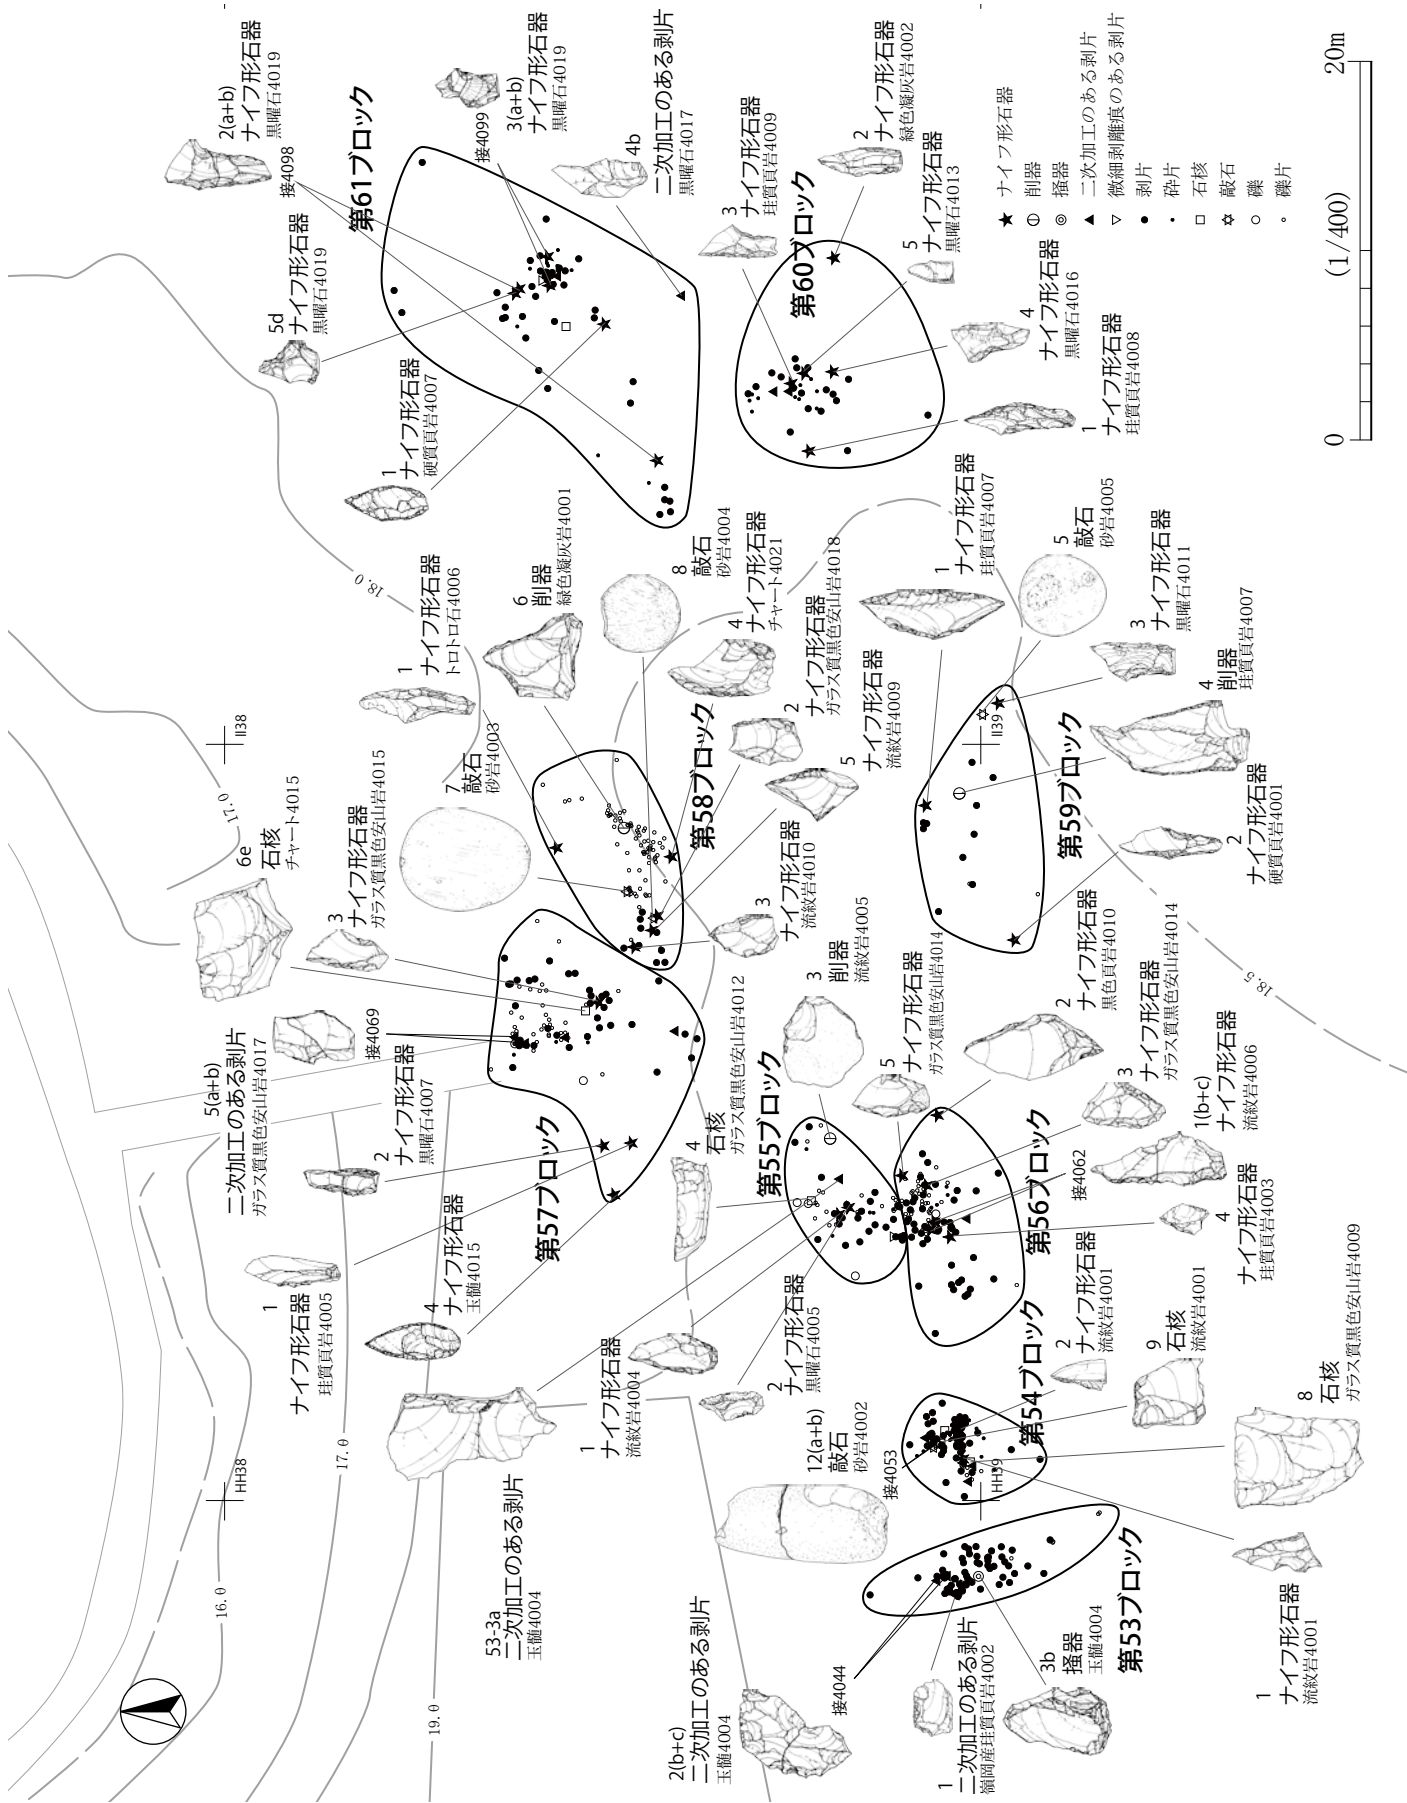 2(a+b)
ナイフ形石器
黒曜石4019
接4098
第61ブロック
接4099
3(a+b)
ナイフ形石器
黒曜石4019
4b
二次加工のある剥片
黒曜石4017
5d
ナイフ形石器
黒曜石4019
1
ナイフ形石器
硬質頁岩4007
3
ナイフ形石器
珪質頁岩4009
第60ブロック
2
ナイフ形石器
緑色凝灰岩4002
5
ナイフ形石器
黒曜石4013
4
ナイフ形石器
黒曜石4016
1
ナイフ形石器
珪質頁岩4008
ナイフ形石器
削器
掻器
二次加工のある剥片
微細剥離痕のある剥片
剥片
砕片
石核
敲石
礫
礫片
0
(1/400)
20m
18.0
1
ナイフ形石器
トロトロ石4006
6
削器
緑色凝灰岩4001
8
敲石
砂岩4004
4
ナイフ形石器
チャート4021
2
ナイフ形石器
ガラス質黒色安山岩4018
5
ナイフ形石器
流紋岩4009
7
敲石
砂岩4003
第58ブロック
3
ナイフ形石器
流紋岩4010
1
ナイフ形石器
珪質頁岩4007
5
敲石
砂岩4005
3
ナイフ形石器
黒曜石4011
4
削器
珪質頁岩4007
第59ブロック
2
ナイフ形石器
硬質頁岩4001
II38
II39
17.0
18.5
6e
石核
チャート4015
3
ナイフ形石器
ガラス質黒色安山岩4015
5(a+b)
二次加工のある剥片
ガラス質黒色安山岩4017
接4069
2
ナイフ形石器
黒曜石4007
第57ブロック
1
ナイフ形石器
珪質頁岩4005
4
ナイフ形石器
玉髄4015
4
石核
ガラス質黒色安山岩4012
第55ブロック
3
削器
流紋岩4005
1
ナイフ形石器
流紋岩4004
2
ナイフ形石器
黒曜石4005
53-3a
二次加工のある剥片
玉髄4004
5
ナイフ形石器
ガラス質黒色安山岩4014
2
ナイフ形石器
黒色頁岩4010
3
ナイフ形石器
ガラス質黒色安山岩4014
1(b+c)
ナイフ形石器
流紋岩4006
接4062
第56ブロック
4
ナイフ形石器
珪質頁岩4003
12(a+b)
敲石
砂岩4002
接4053
第54ブロック
2
ナイフ形石器
流紋岩4001
9
石核
流紋岩4001
8
石核
ガラス質黒色安山岩4009
1
ナイフ形石器
流紋岩4001
HH38
HH39
17.0
16.0
19.0
2(b+c)
二次加工のある剥片
玉髄4004
接4044
1
二次加工のある剥片
嶺岡産珪質頁岩4002
3b
掻器
玉髄4004
第53ブロック